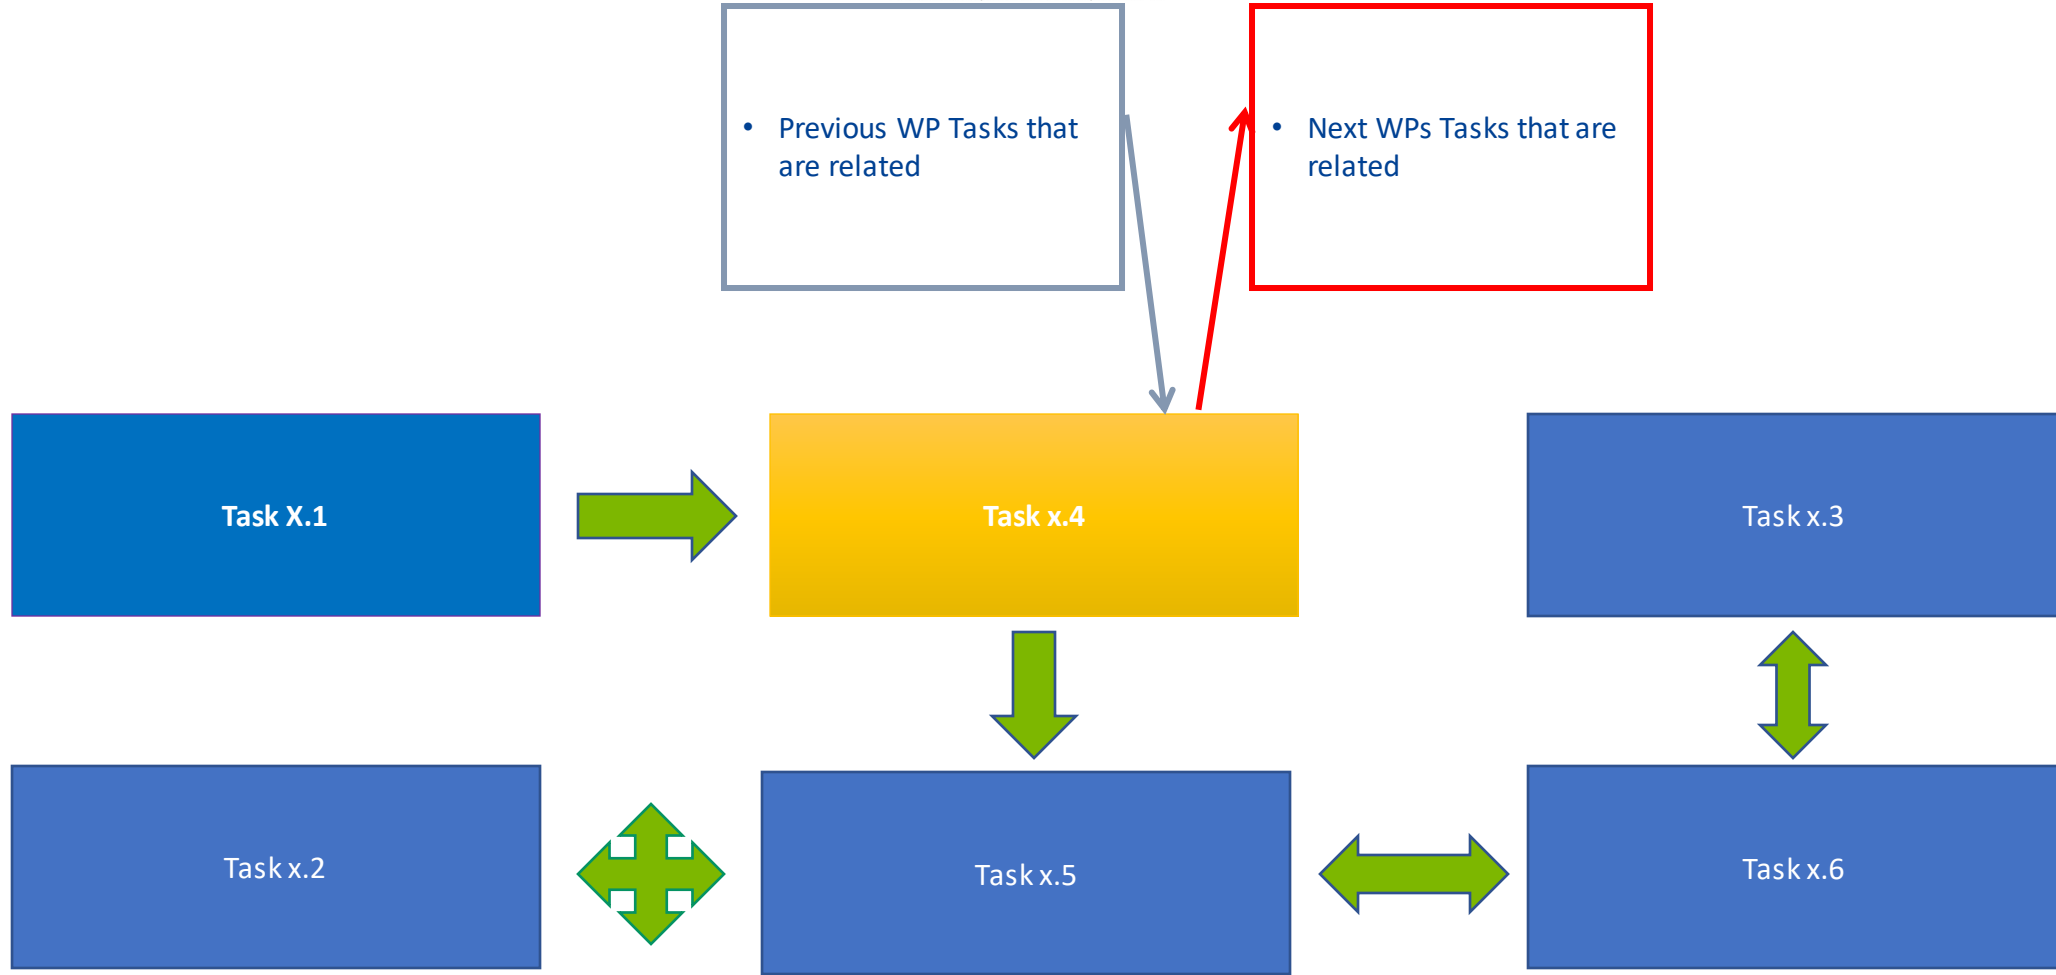 • Previous WP Tasks that
are related
• Next WPs Tasks that are
related
Task X.1
Task x.4
Task x.3
Task x.2
Task x.5
Task x.6